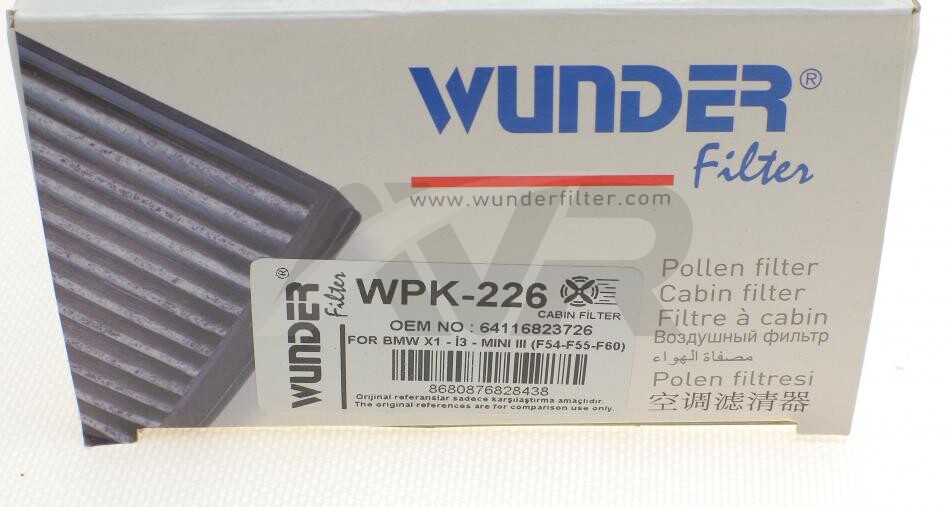 WUNDER®
Filter
www.wunderfilter.com
Pollen filter
Cabin filter
Filtre à cabin
Воздушный фильтр
مصفاة الهواء
Polen filtresi
空调滤清器
WUNDER®
Filter
WPK-226
CABIN FILTER
OEM NO : 64116823726
FOR BMW X1 - İ3 - MINI III (F54-F55-F60)
8680876828438
Orijinal referanslar sadece karşılaştırma amaçlıdır.
The original references are for comparison use only.
VR